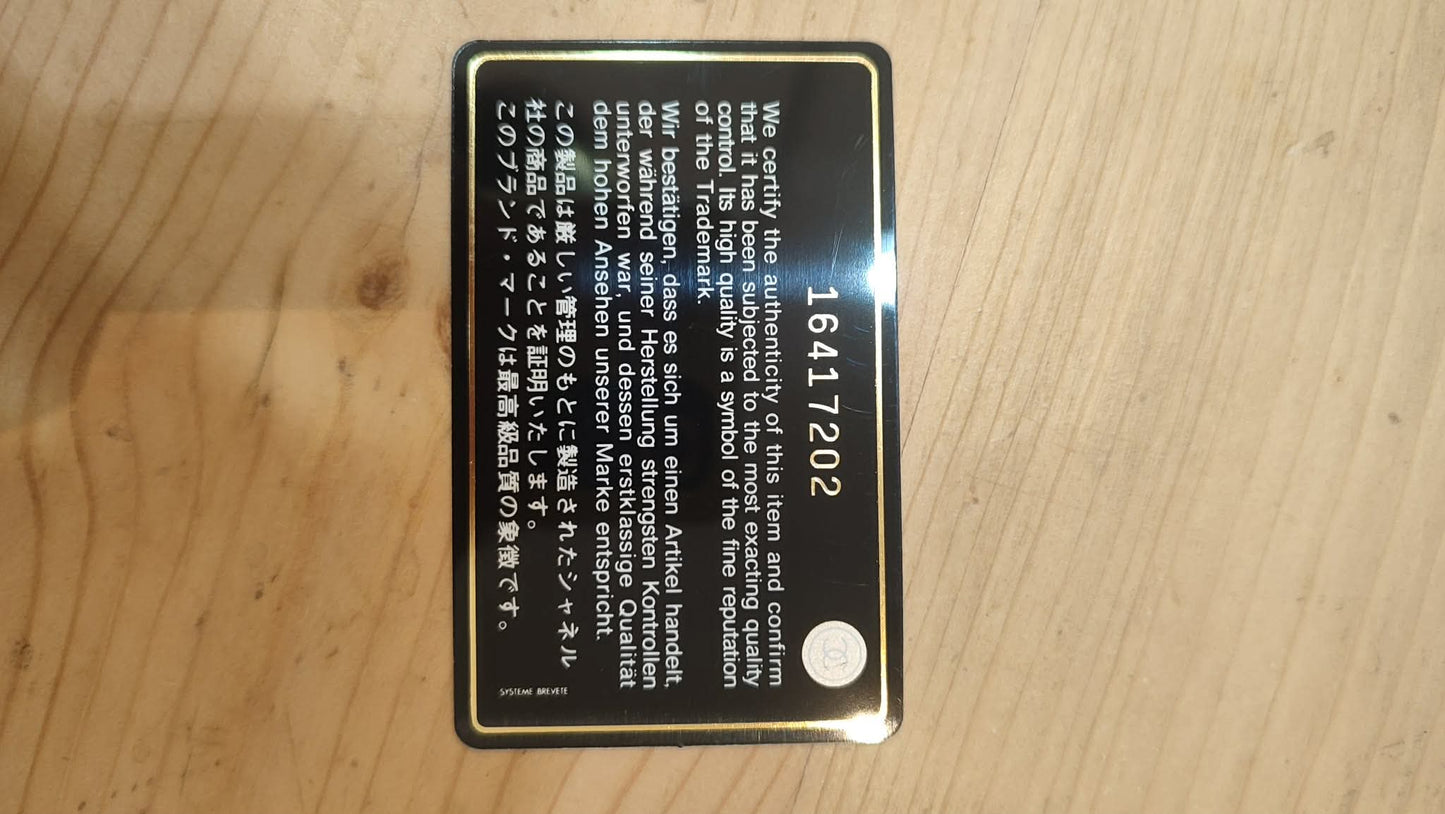 16417202
We certify the authenticity of this item and confirm
that it has been subjected to the most exacting quality
control. Its high quality is a symbol of the fine reputation
of the Trademark.
Wir bestätigen, dass es sich um einen Artikel handelt,
der während seiner Herstellung strengsten Kontrollen
unterworfen war, und dessen erstklassige Qualität
dem hohen Ansehen unserer Marke entspricht.
この製品は厳しい管理のもとに製造されたシャネル
社の商品であることを証明いたします。
このブランド・マークは最高級品質の象徴です。
SYSTEME BREVETE